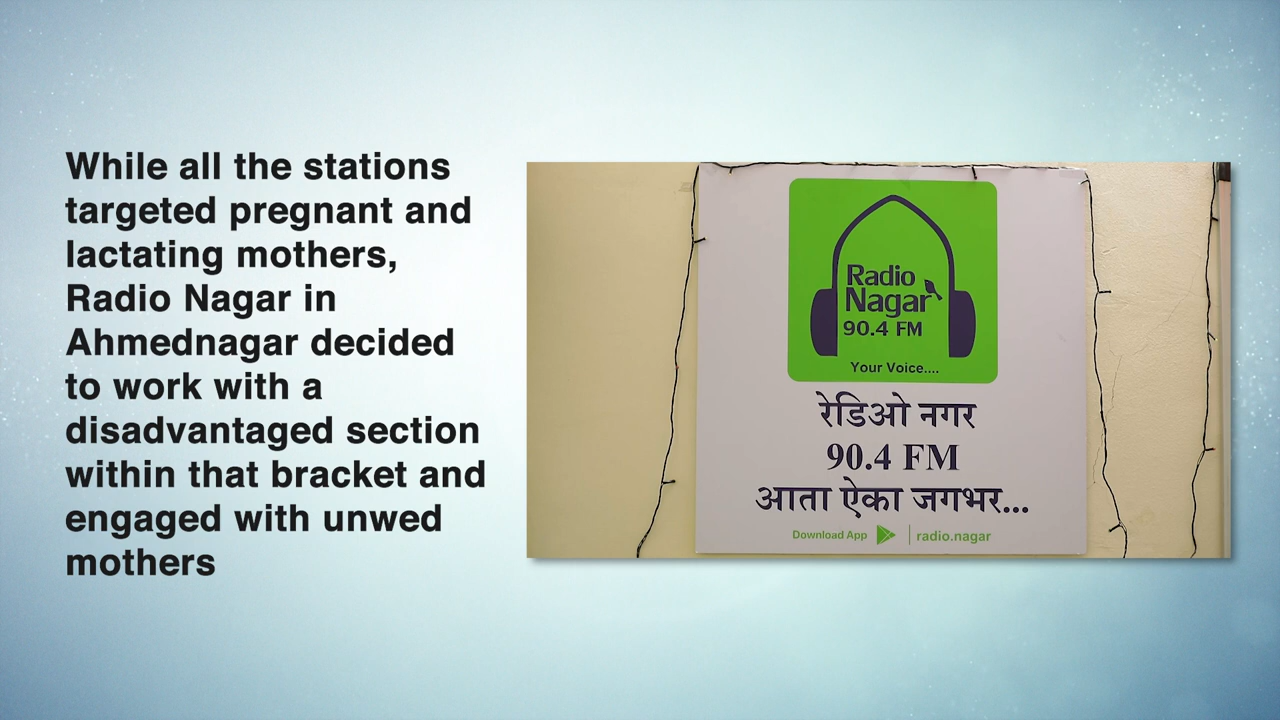 While all the stations
targeted pregnant and
lactating mothers,
Radio Nagar in
Ahmednagar decided
to work with a
disadvantaged section
within that bracket and
engaged with unwed
mothers
Radio
Nagar
90.4 FM
Your Voice....
रेडिओ नगर
90.4 FM
आता ऐका जगभर...
Download App | radio.nagar